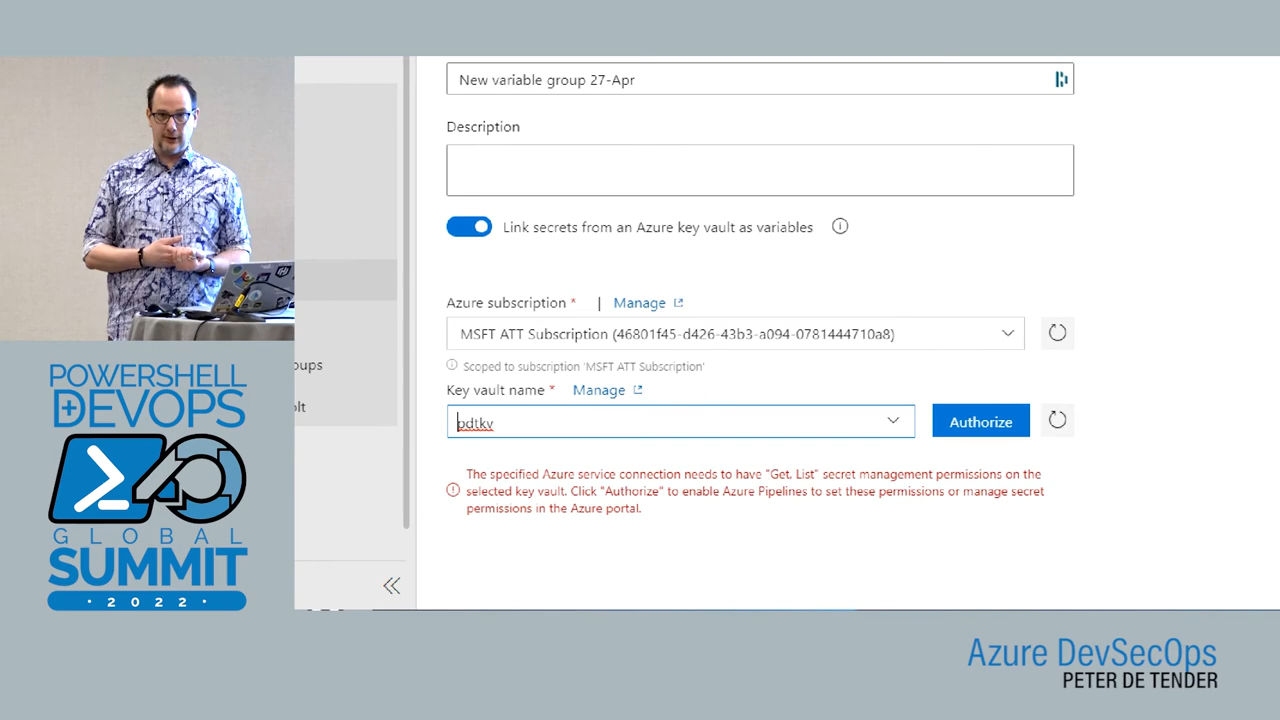 New variable group 27-Apr
Description
Link secrets from an Azure key vault as variables
Azure subscription * | Manage
MSFT ATT Subscription (46801f45-d426-43b3-a094-0781444710a8)
Scoped to subscription 'MSFT ATT Subscription'
Key vault name * Manage
pdtkv
Authorize
The specified Azure service connection needs to have "Get, List" secret management permissions on the
selected key vault. Click "Authorize" to enable Azure Pipelines to set these permissions or manage secret
permissions in the Azure portal.
oups
olt
POWERSHELL
DEVOPS
GLOBAL
SUMMIT
· 2022 ·
Azure DevSecOps
PETER DE TENDER